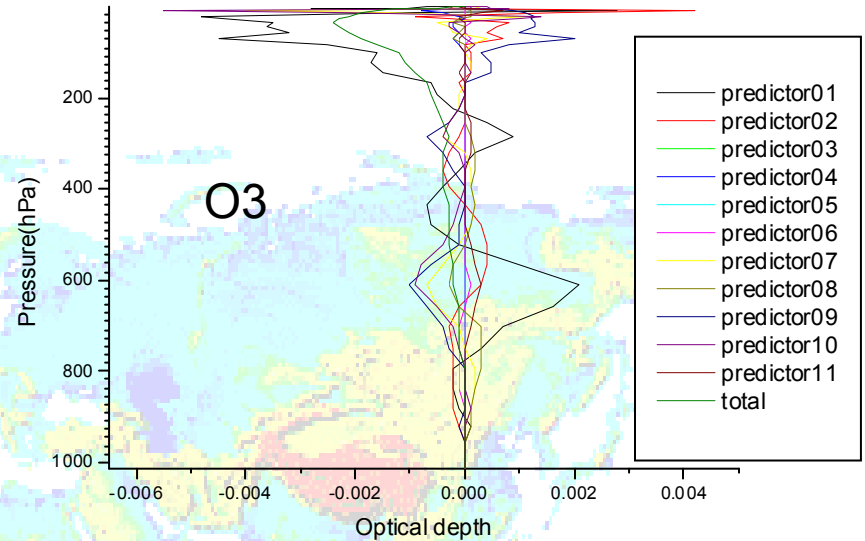 O3
Pressure(hPa)
200
400
600
800
1000
-0.006 -0.004 -0.002 0.000 0.002 0.004
Optical depth
predictor01
predictor02
predictor03
predictor04
predictor05
predictor06
predictor07
predictor08
predictor09
predictor10
predictor11
total